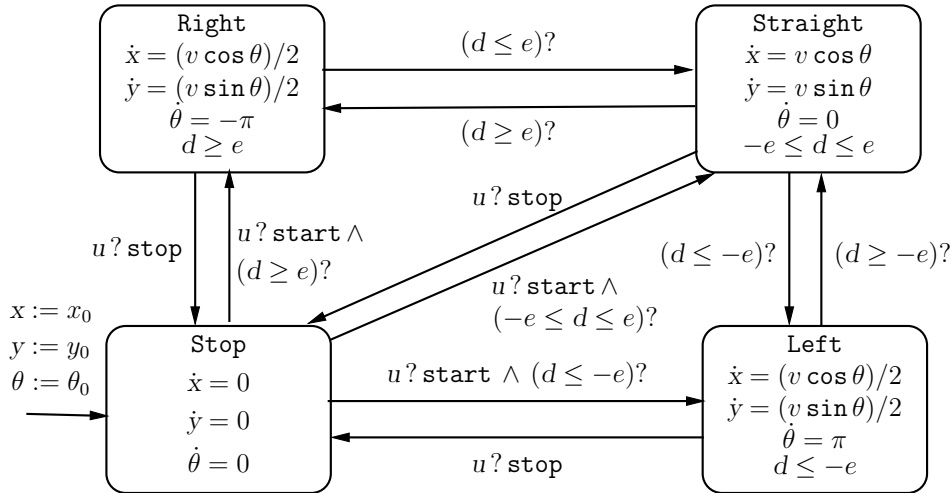 Right
ẋ = (v cos θ)/2
ẏ = (v sin θ)/2
θ̇ = −π
d ≥ e
(d ≤ e)?
(d ≥ e)?
Straight
ẋ = v cos θ
ẏ = v sin θ
θ̇ = 0
−e ≤ d ≤ e
u ? stop
u ? start ∧
(d ≥ e)?
u ? stop
u ? start ∧
(−e ≤ d ≤ e)?
(d ≤ −e)?
(d ≥ −e)?
x := x₀
y := y₀
θ := θ₀
Stop
ẋ = 0
ẏ = 0
θ̇ = 0
u ? start ∧ (d ≤ −e)?
u ? stop
Left
ẋ = (v cos θ)/2
ẏ = (v sin θ)/2
θ̇ = π
d ≤ −e